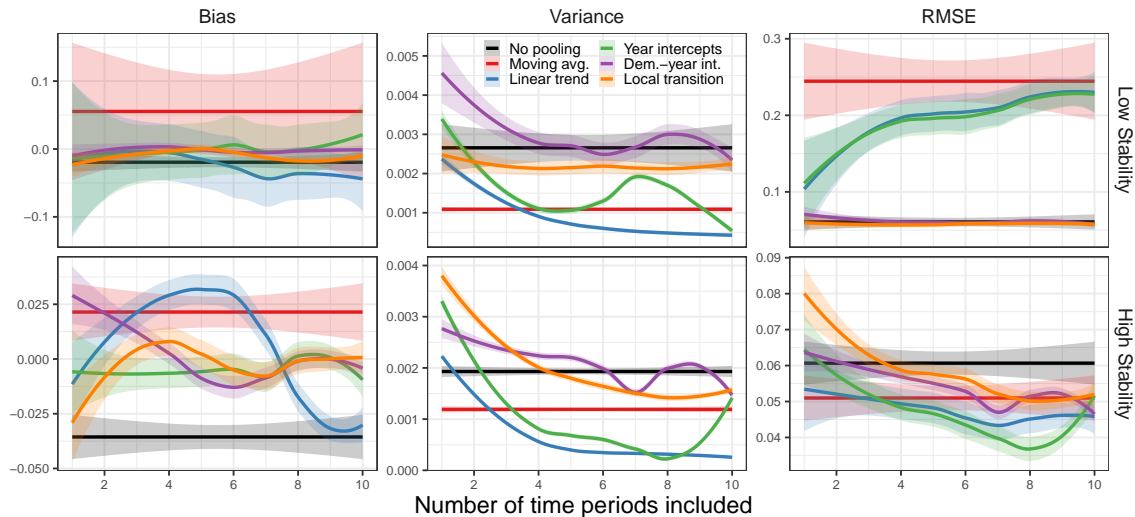 Bias
Variance
RMSE
0.1
0.0
−0.1
0.005
0.004
0.003
0.002
0.001
0.000
No pooling
Moving avg.
Linear trend
Year intercepts
Dem.−year int.
Local transition
0.3
0.2
0.1
Low Stability
0.025
0.000
−0.025
−0.050
0.004
0.003
0.002
0.001
0.000
0.09
0.08
0.07
0.06
0.05
0.04
High Stability
2 4 6 8 10
2 4 6 8 10
2 4 6 8 10
Number of time periods included